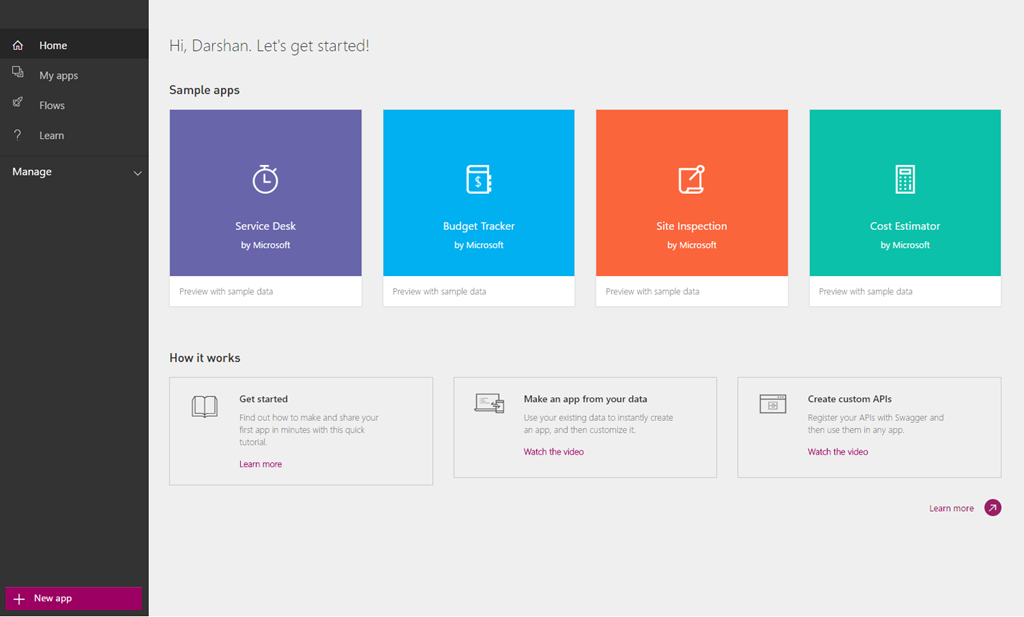 Home
My apps
Flows
? Learn
Manage
New app
Hi, Darshan. Let's get started!
Sample apps
Service Desk
by Microsoft
Preview with sample data
$
Budget Tracker
by Microsoft
Preview with sample data
Site Inspection
by Microsoft
Preview with sample data
Cost Estimator
by Microsoft
Preview with sample data
How it works
Get started
Find out how to make and share your
first app in minutes with this quick
tutorial.
Learn more
Make an app from your data
Use your existing data to instantly create
an app, and then customize it.
Watch the video
Create custom APIs
Register your APIs with Swagger and
then use them in any app.
Watch the video
Learn more